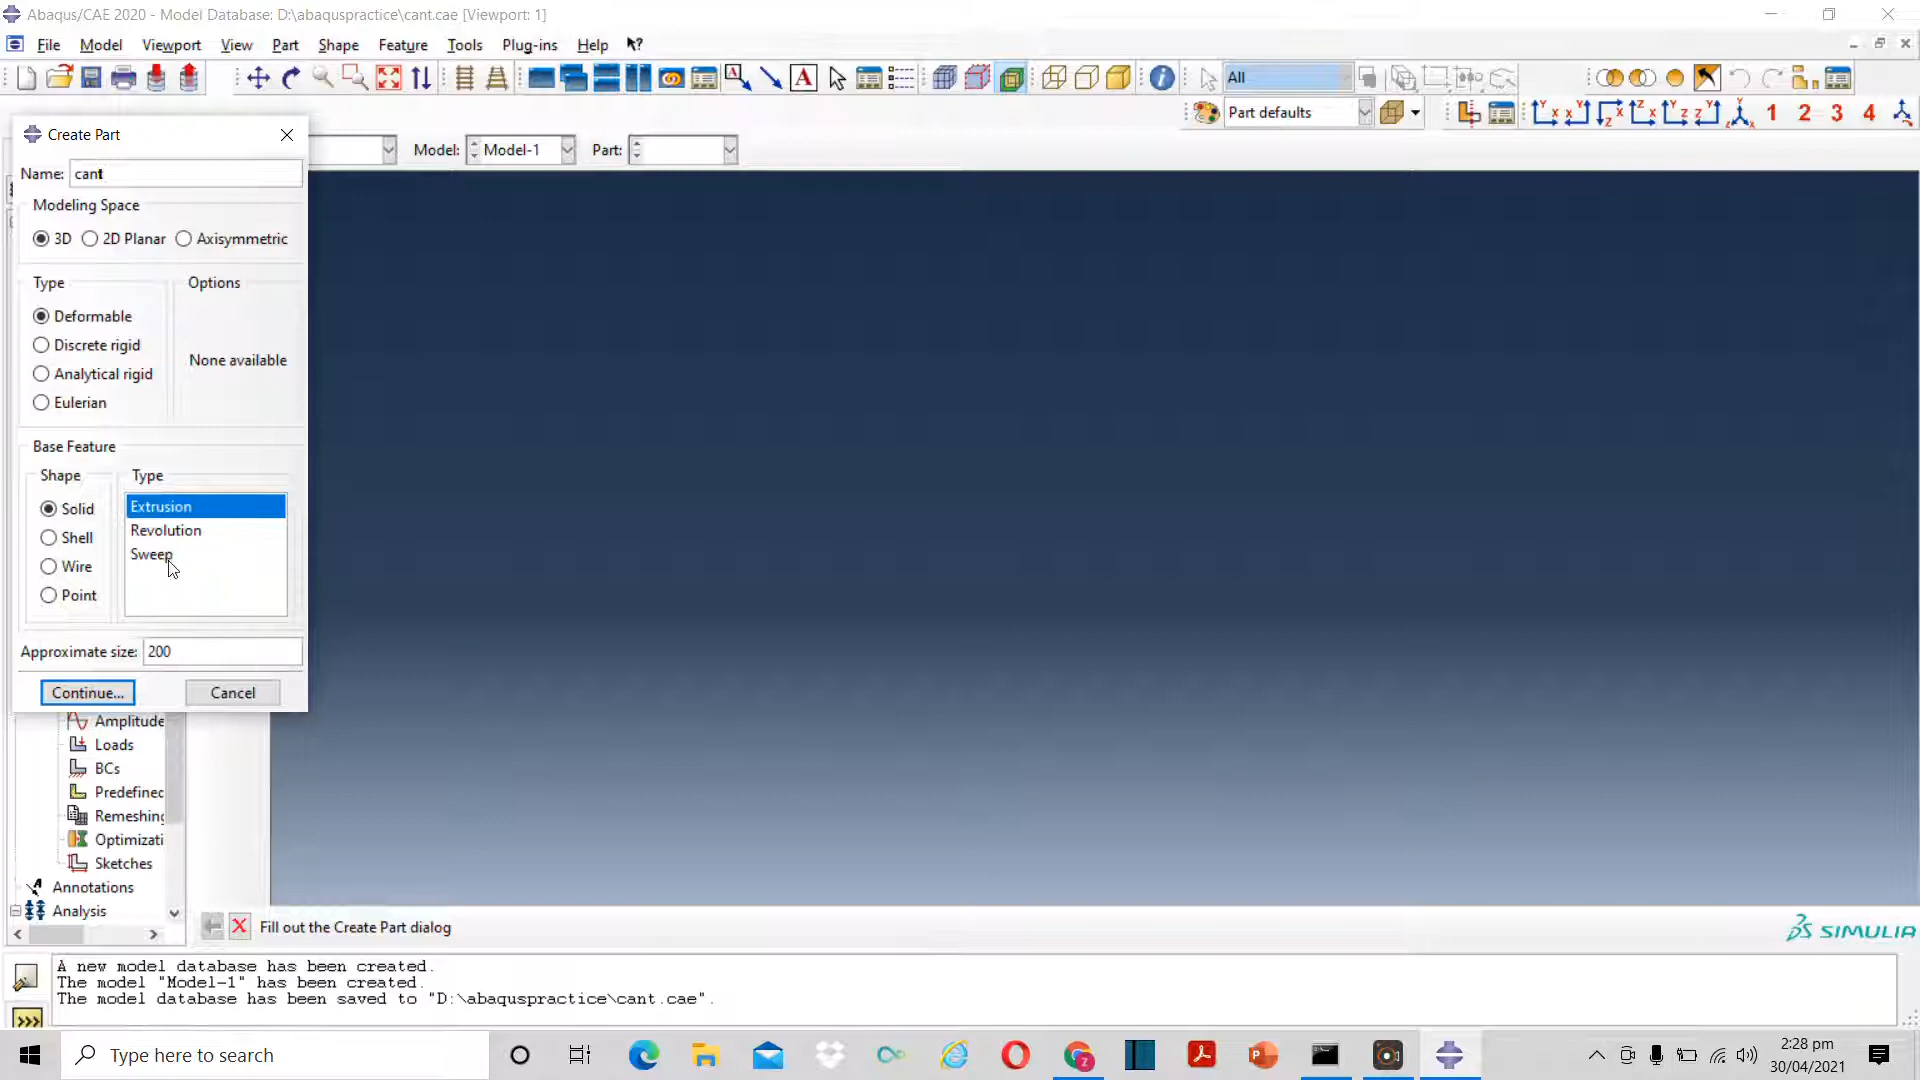 Abaqus/CAE 2020 - Model Database: D:\abaquspractice\cant.cae [Viewport: 1]
File Model Viewport View Part Shape Feature Tools Plug-ins Help ?
A All
Part defaults 1 2 3 4
Create Part
Model: Model-1 Part:
Name: cant
Modeling Space
3D 2D Planar Axisymmetric
Type Options
Deformable
Discrete rigid
None available
Analytical rigid
Eulerian
Base Feature
Shape Type
Solid Extrusion
Shell Revolution
Wire Sweep
Point
Approximate size: 200
Continue... Cancel
Amplitude
Loads
BCs
Predefined
Remeshing
Optimizati
Sketches
Annotations
Analysis
Fill out the Create Part dialog
SIMULIA
A new model database has been created.
The model "Model-1" has been created.
The model database has been saved to "D:\abaquspractice\cant.cae".
>>>
Type here to search
2:28 pm
30/04/2021